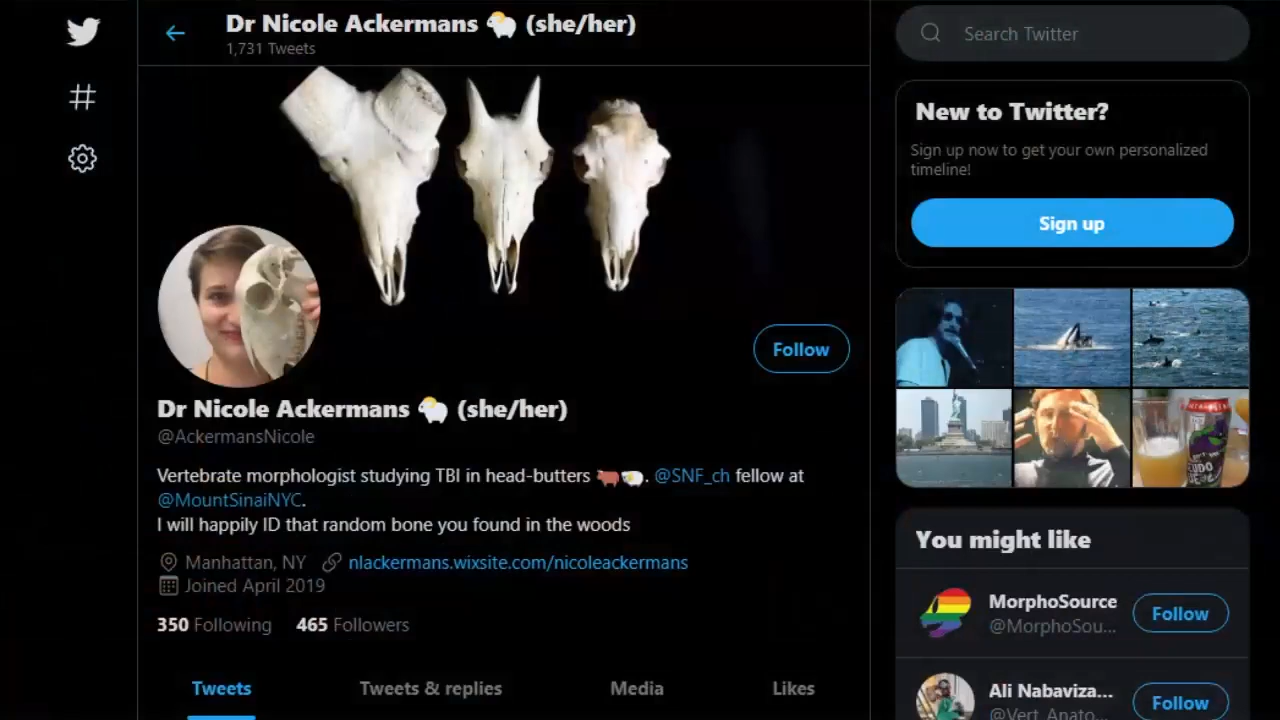 Dr Nicole Ackermans 🐑 (she/her)
1,731 Tweets
Search Twitter
New to Twitter?
Sign up now to get your own personalized
timeline!
Sign up
Follow
Dr Nicole Ackermans 🐑 (she/her)
@AckermansNicole
Vertebrate morphologist studying TBI in head-butters 🐂🐏. @SNF_ch fellow at
@MountSinaiNYC.
I will happily ID that random bone you found in the woods
Manhattan, NY nlackermans.wixsite.com/nicoleackermans
Joined April 2019
350 Following 465 Followers
Tweets Tweets & replies Media Likes
You might like
MorphoSource
@MorphoSou...
Follow
Ali Nabaviza...
@Vert_Anato...
Follow